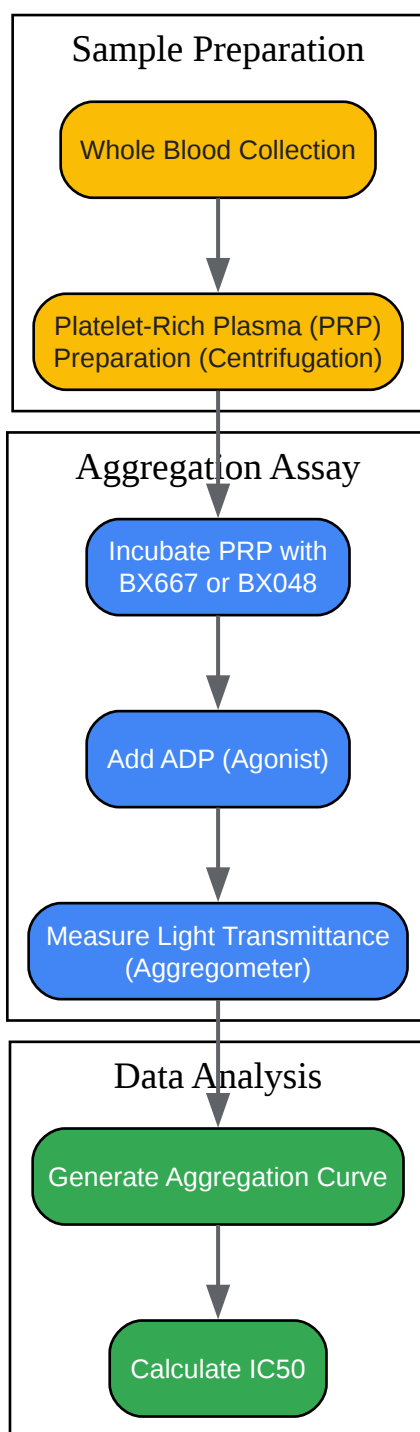 Sample Preparation
Whole Blood Collection
Platelet-Rich Plasma (PRP)
Preparation (Centrifugation)
Aggregation Assay
Incubate PRP with
BX667 or BX048
Add ADP (Agonist)
Measure Light Transmittance
(Aggregometer)
Data Analysis
Generate Aggregation Curve
Calculate IC50